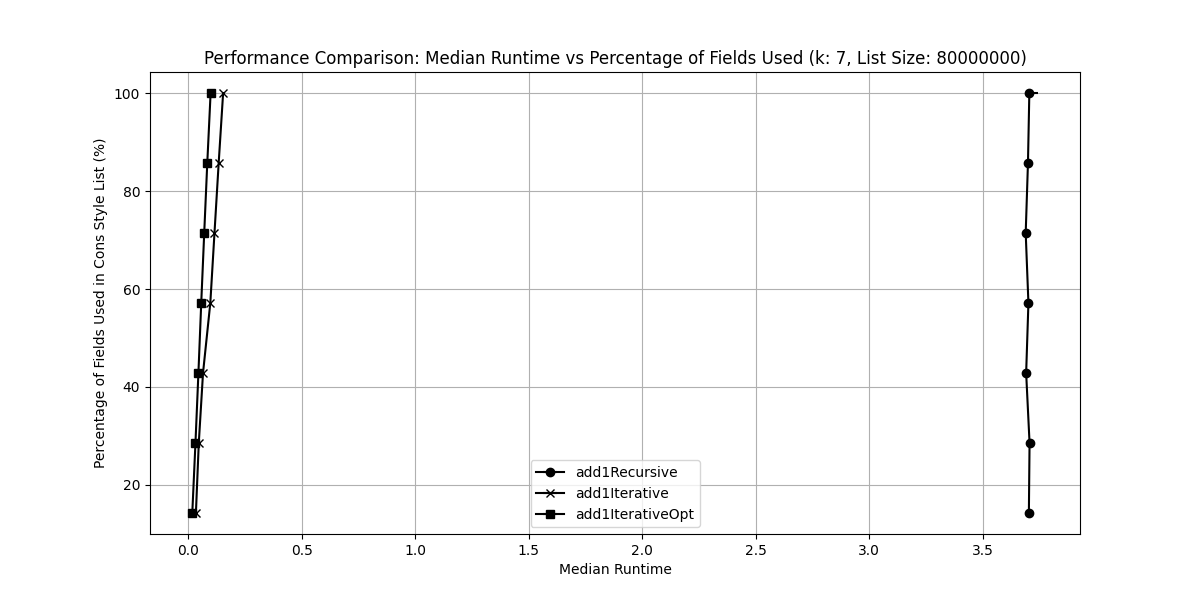 Performance Comparison: Median Runtime vs Percentage of Fields Used (k: 7, List Size: 80000000)
Percentage of Fields Used in Cons Style List (%)
100
80
60
40
20
add1Recursive
add1Iterative
add1IterativeOpt
0.0 0.5 1.0 1.5 2.0 2.5 3.0 3.5
Median Runtime